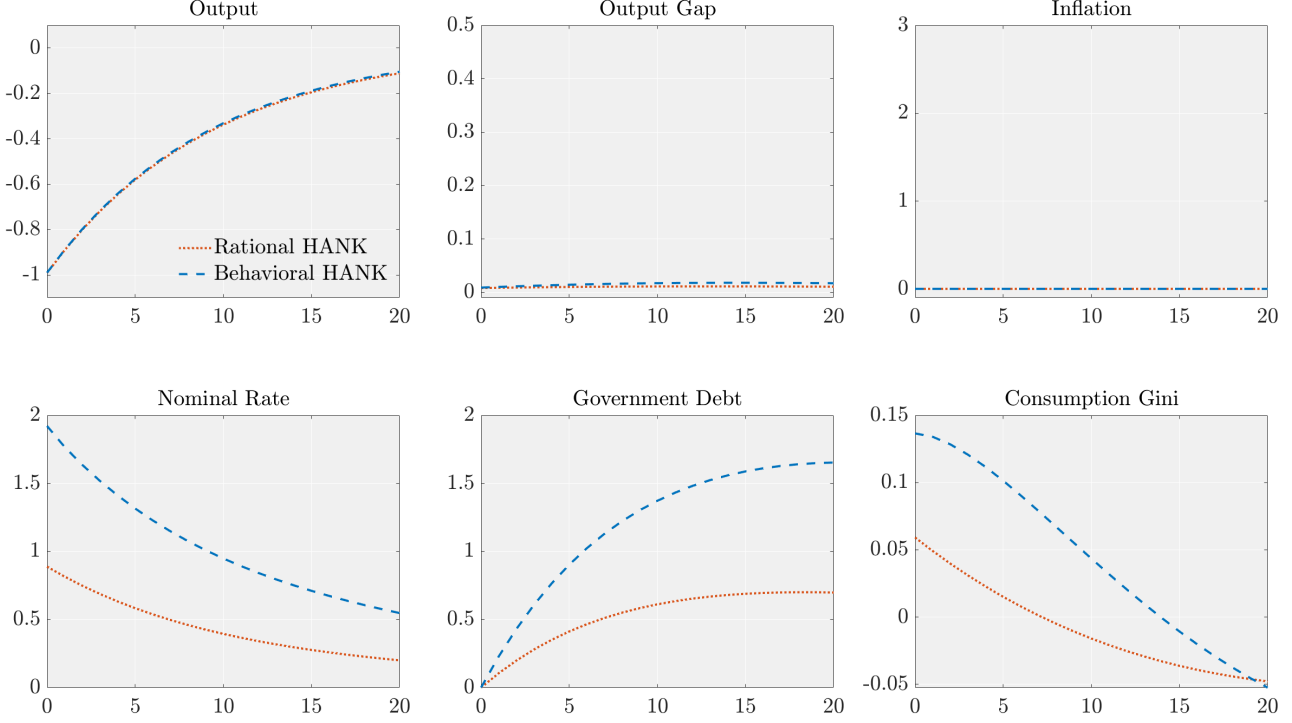 Output
0
-0.2
-0.4
-0.6
-0.8
-1
0 5 10 15 20
Rational HANK
Behavioral HANK
Output Gap
0.5
0.4
0.3
0.2
0.1
0
0 5 10 15 20
Inflation
3
2
1
0
0 5 10 15 20
Nominal Rate
2
1.5
1
0.5
0
0 5 10 15 20
Government Debt
2
1.5
1
0.5
0
0 5 10 15 20
Consumption Gini
0.15
0.1
0.05
0
-0.05
0 5 10 15 20